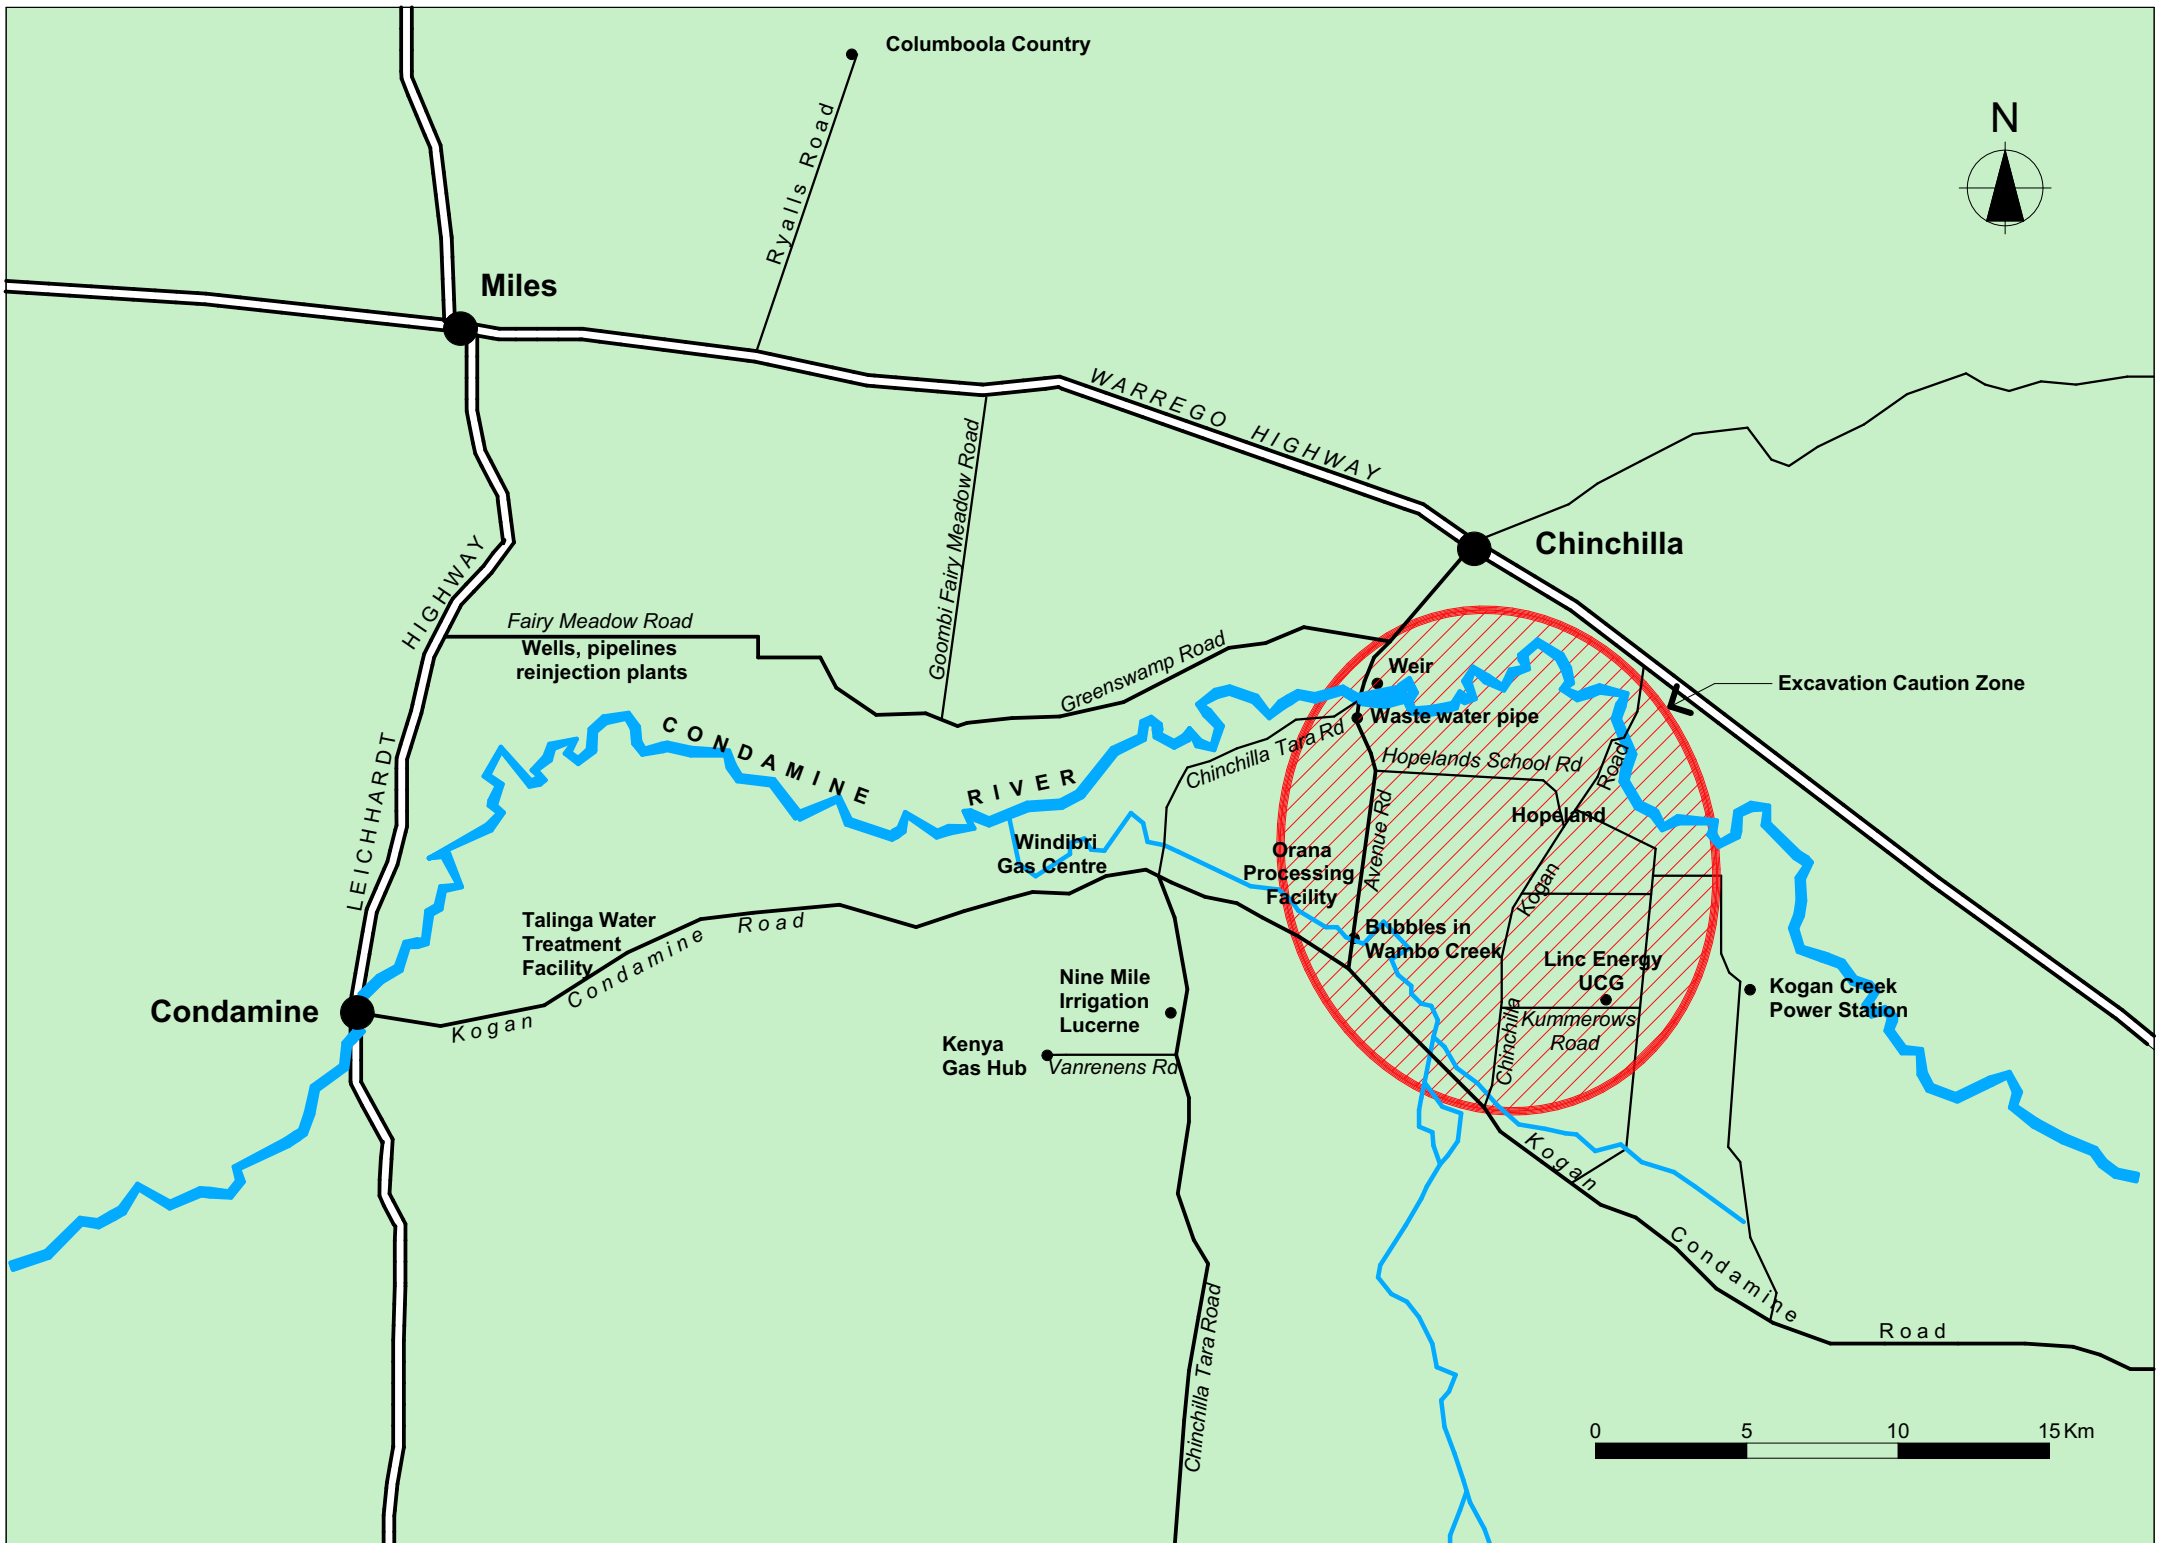 Columboola Country
N
Ryalls Road
Miles
WARREGO HIGHWAY
Chinchilla
Goombi Fairy Meadow Road
LEICHHARDT HIGHWAY
Fairy Meadow Road
Wells, pipelines
reinjection plants
Greenswamp Road
Weir
Excavation Caution Zone
Waste water pipe
CONDAMINE RIVER
Chinchilla Tara Rd
Hopelands School Rd
Avenue Rd
Hopeland
Windibri
Gas Centre
Orana
Processing
Facility
Chinchilla Kogan Road
Talinga Water
Treatment
Facility
Kogan Condamine Road
Bubbles in
Wambo Creek
Linc Energy
UCG
Kummerows
Road
Kogan Creek
Power Station
Nine Mile
Irrigation
Lucerne
Condamine
Kenya
Gas Hub
Vanrenens Rd
Kogan Condamine Road
Chinchilla Tara Road
0 5 10 15 Km